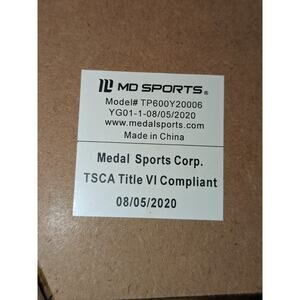 MD SPORTS®
Model# TP600Y20006
YG01-1-08/05/2020
www.medalsports.com
Made in China
Medal Sports Corp.
TSCA Title VI Compliant
08/05/2020